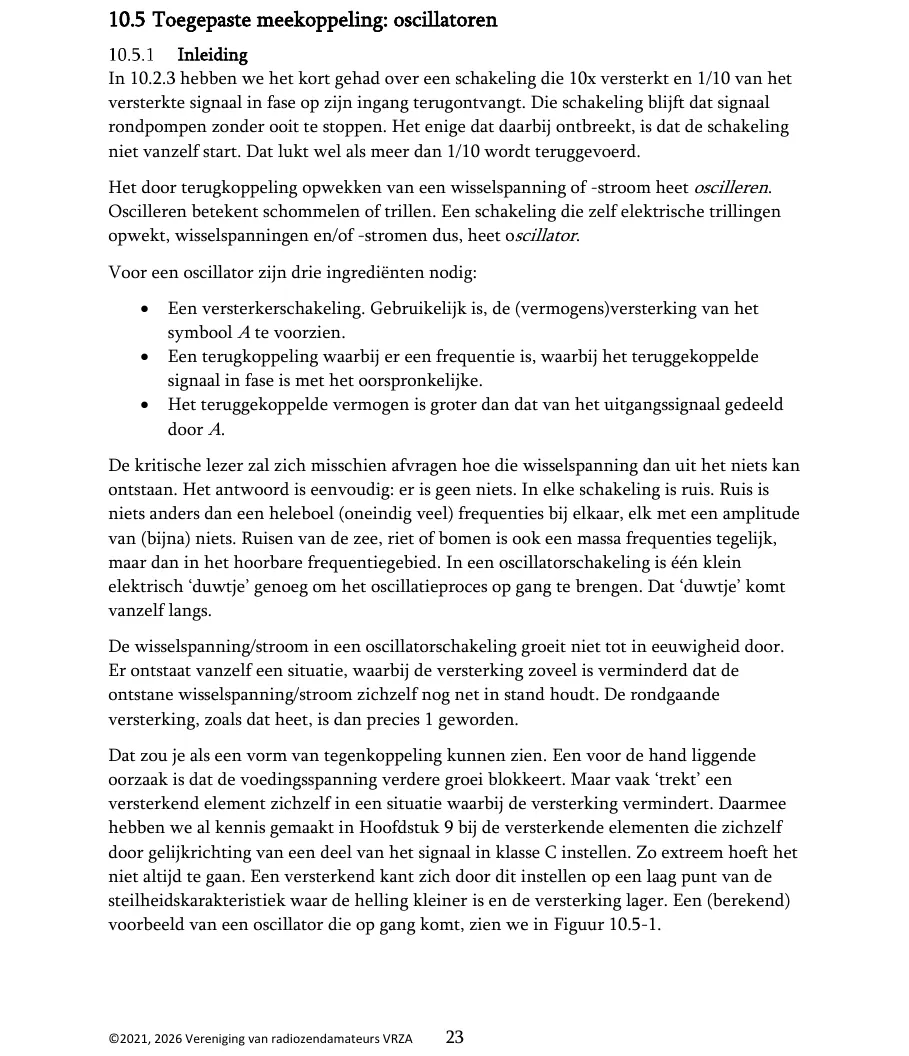 10.5 Toegepaste meekoppeling: oscillatoren
10.5.1 Inleiding
In 10.2.3 hebben we het kort gehad over een schakeling die 10x versterkt en 1/10 van het
versterkte signaal in fase op zijn ingang terugontvangt. Die schakeling blijft dat signaal
rondpompen zonder ooit te stoppen. Het enige dat daarbij ontbreekt, is dat de schakeling
niet vanzelf start. Dat lukt wel als meer dan 1/10 wordt teruggevoerd.
Het door terugkoppeling opwekken van een wisselspanning of -stroom heet oscilleren.
Oscilleren betekent schommelen of trillen. Een schakeling die zelf elektrische trillingen
opwekt, wisselspanningen en/of -stromen dus, heet oscillator.
Voor een oscillator zijn drie ingrediënten nodig:
• Een versterkerschakeling. Gebruikelijk is, de (vermogens)versterking van het
symbool A te voorzien.
• Een terugkoppeling waarbij er een frequentie is, waarbij het teruggekoppelde
signaal in fase is met het oorspronkelijke.
• Het teruggekoppelde vermogen is groter dan dat van het uitgangssignaal gedeeld
door A.
De kritische lezer zal zich misschien afvragen hoe die wisselspanning dan uit het niets kan
ontstaan. Het antwoord is eenvoudig: er is geen niets. In elke schakeling is ruis. Ruis is
niets anders dan een heleboel (oneindig veel) frequenties bij elkaar, elk met een amplitude
van (bijna) niets. Ruisen van de zee, riet of bomen is ook een massa frequenties tegelijk,
maar dan in het hoorbare frequentiegebied. In een oscillatorschakeling is één klein
elektrisch ‘duwtje’ genoeg om het oscillatieproces op gang te brengen. Dat ‘duwtje’ komt
vanzelf langs.
De wisselspanning/stroom in een oscillatorschakeling groeit niet tot in eeuwigheid door.
Er ontstaat vanzelf een situatie, waarbij de versterking zoveel is verminderd dat de
ontstane wisselspanning/stroom zichzelf nog net in stand houdt. De rondgaande
versterking, zoals dat heet, is dan precies 1 geworden.
Dat zou je als een vorm van tegenkoppeling kunnen zien. Een voor de hand liggende
oorzaak is dat de voedingsspanning verdere groei blokkeert. Maar vaak ‘trekt’ een
versterkend element zichzelf in een situatie waarbij de versterking vermindert. Daarmee
hebben we al kennis gemaakt in Hoofdstuk 9 bij de versterkende elementen die zichzelf
door gelijkrichting van een deel van het signaal in klasse C instellen. Zo extreem hoeft het
niet altijd te gaan. Een versterkend kant zich door dit instellen op een laag punt van de
steilheidskarakteristiek waar de helling kleiner is en de versterking lager. Een (berekend)
voorbeeld van een oscillator die op gang komt, zien we in Figuur 10.5-1.
©2021, 2026 Vereniging van radiozendamateurs VRZA 23